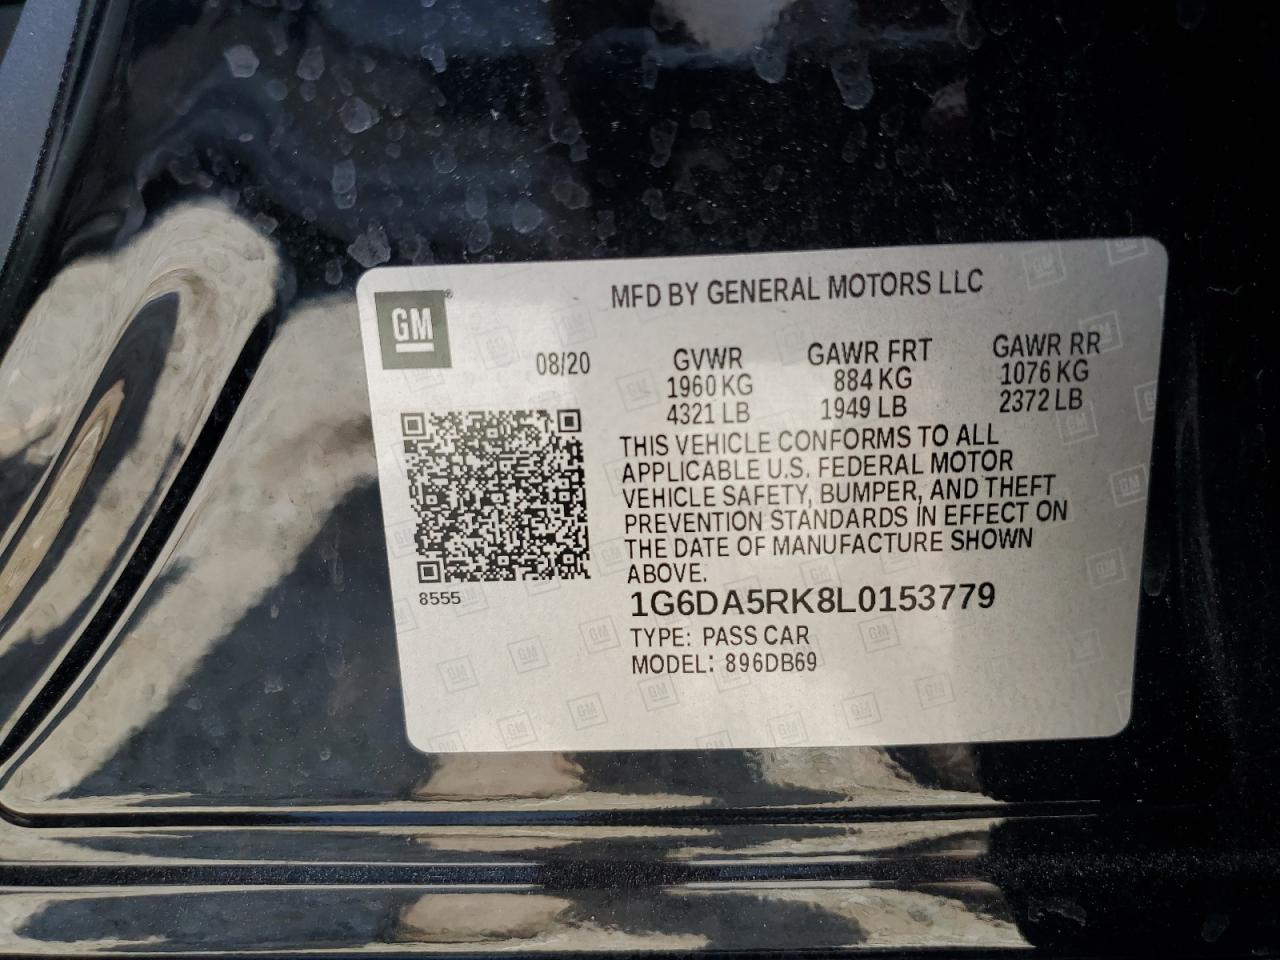 MFD BY GENERAL MOTORS LLC
GM®
08/20
GVWR
1960 KG
4321 LB
GAWR FRT
884 KG
1949 LB
GAWR RR
1076 KG
2372 LB
THIS VEHICLE CONFORMS TO ALL
APPLICABLE U.S. FEDERAL MOTOR
VEHICLE SAFETY, BUMPER, AND THEFT
PREVENTION STANDARDS IN EFFECT ON
THE DATE OF MANUFACTURE SHOWN
ABOVE.
8555
1G6DA5RK8L0153779
TYPE: PASS CAR
MODEL: 896DB69